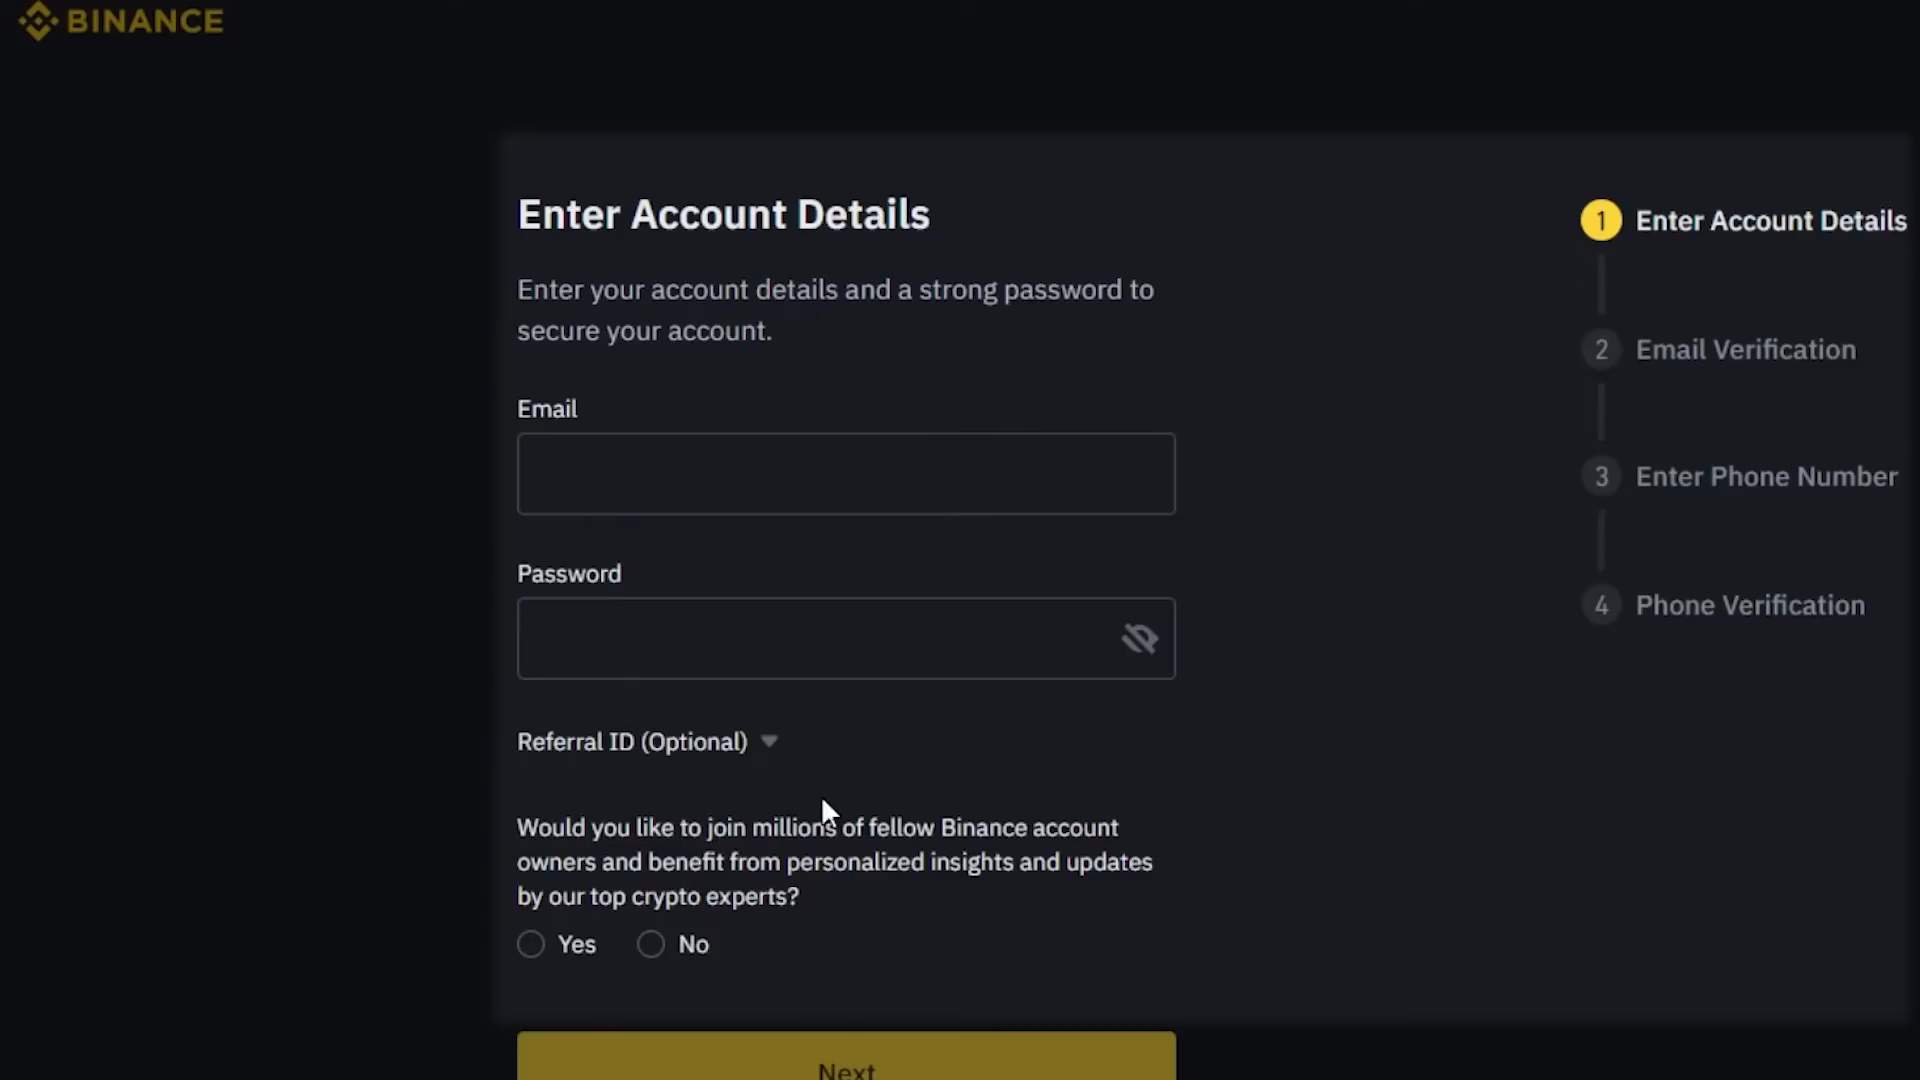 BINANCE
Enter Account Details
Enter your account details and a strong password to
secure your account.
Email
Password
Referral ID (Optional)
Would you like to join millions of fellow Binance account
owners and benefit from personalized insights and updates
by our top crypto experts?
Yes No
Next
1 Enter Account Details
2 Email Verification
3 Enter Phone Number
4 Phone Verification